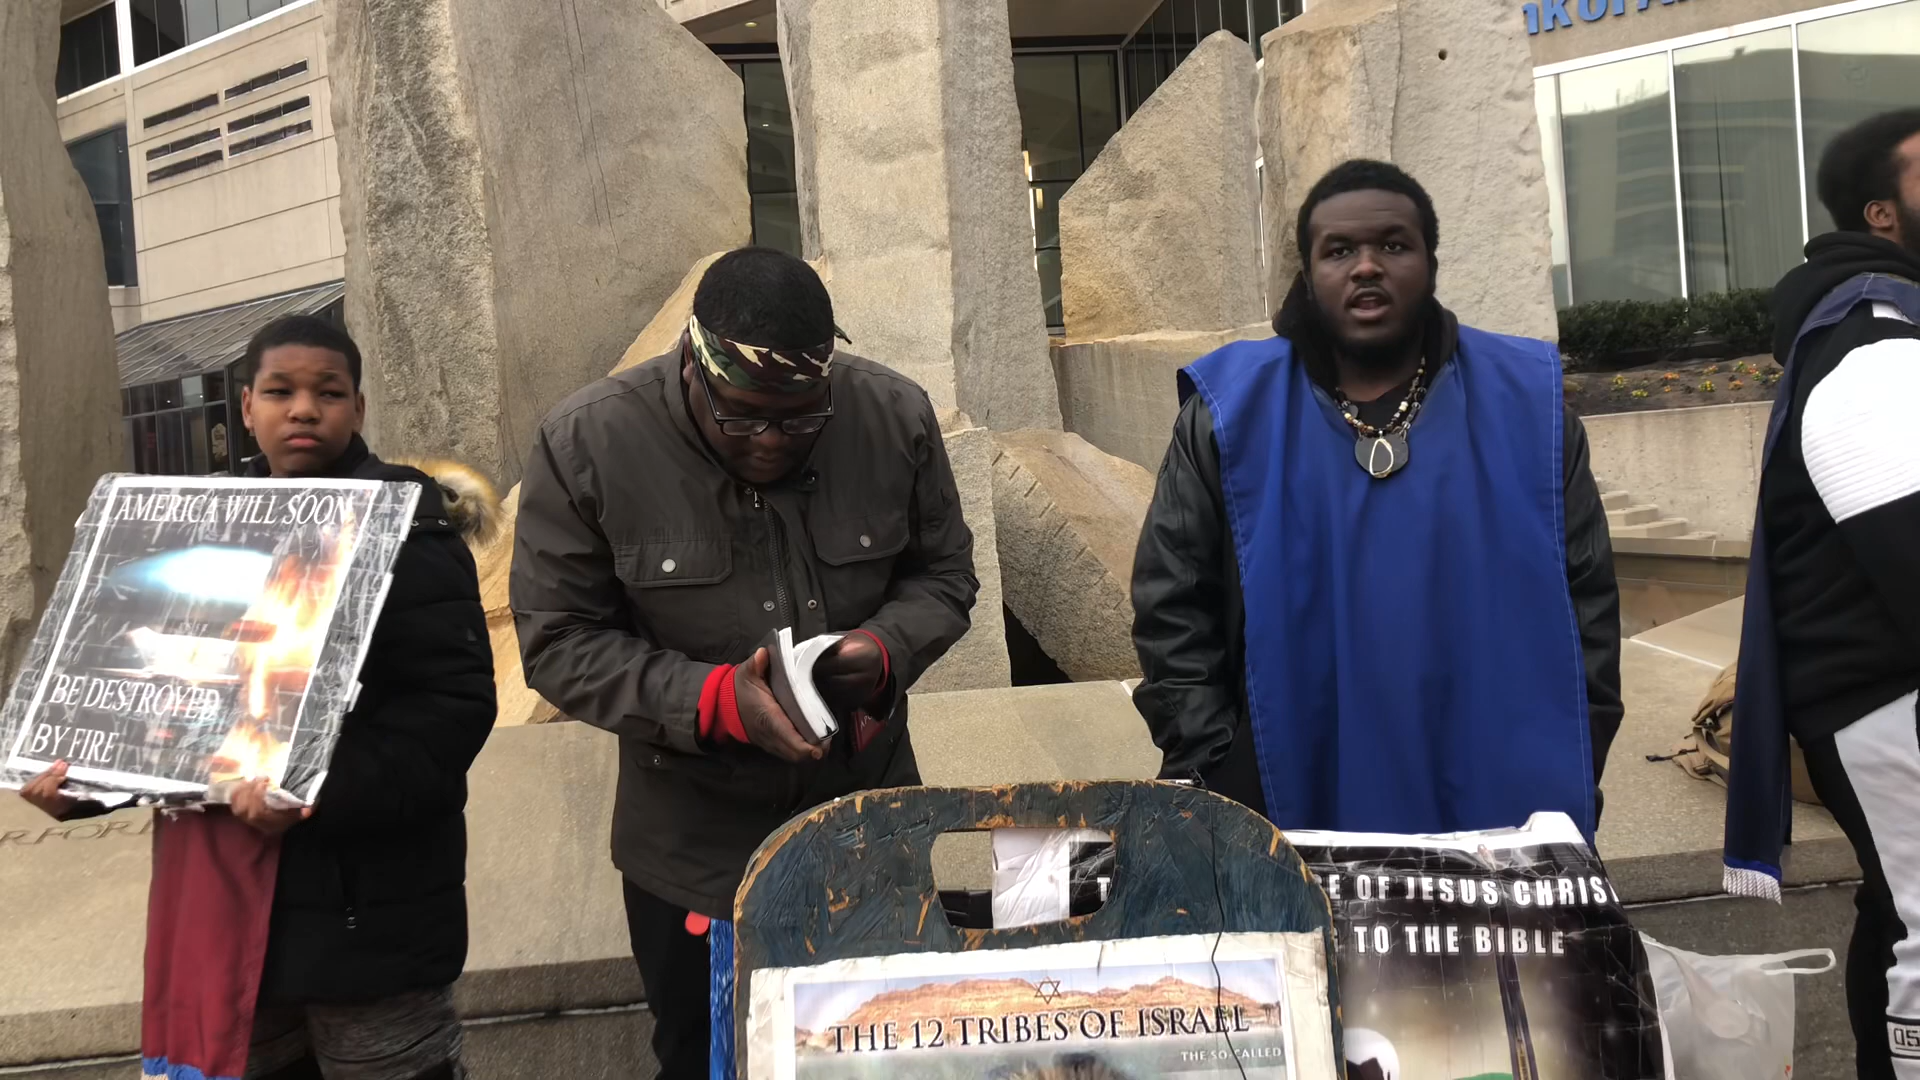 AMERICA WILL SOON
BE DESTROYED
BY FIRE
E OF JESUS CHRIS
TO THE BIBLE
THE 12 TRIBES OF ISRAEL
THE SO-CALLED
05